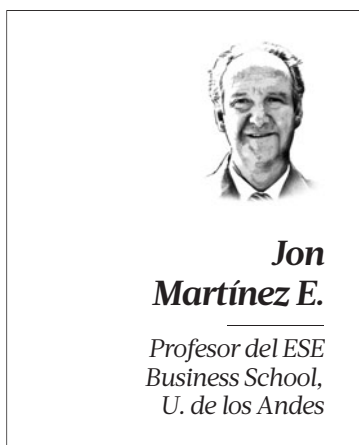 Jon
Martínez E.
Profesor del ESE
Business School,
U. de los Andes